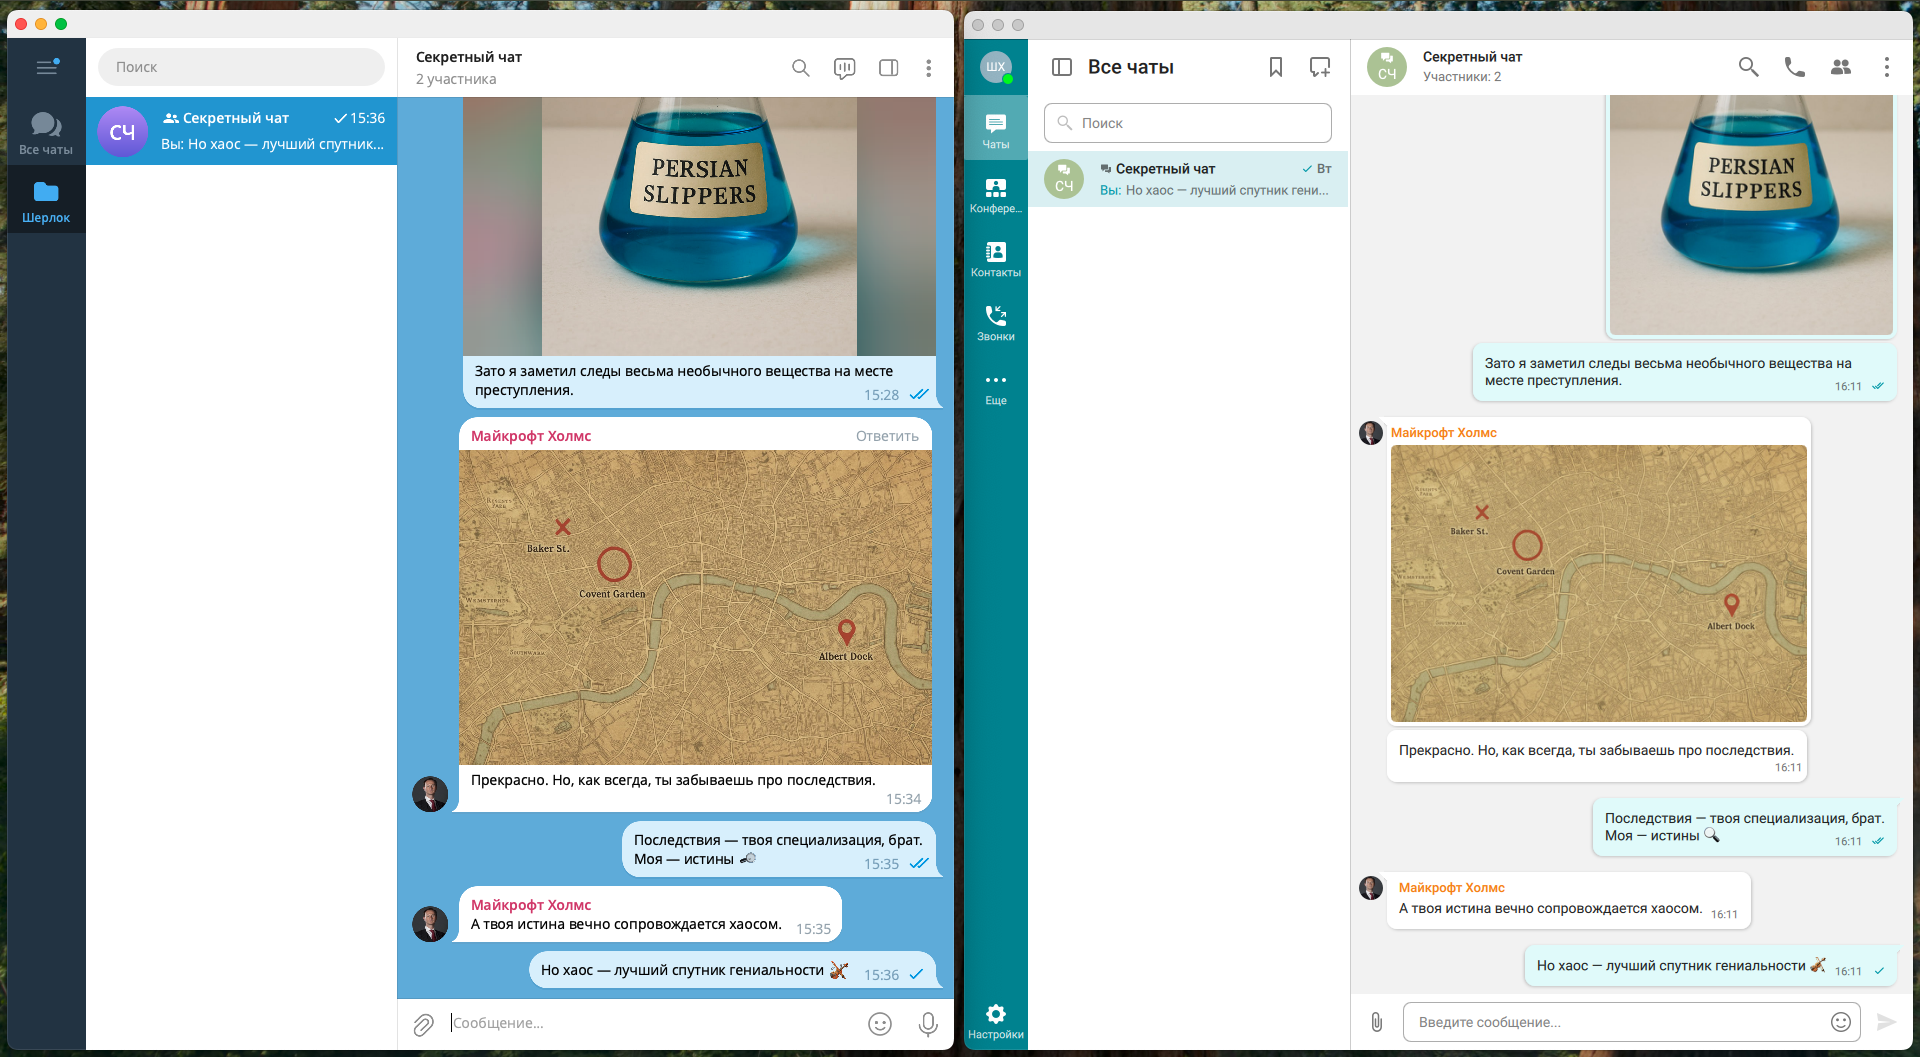 Поиск
Все чаты
Шерлок
СЧ
Секретный чат
15:36
Вы: Но хаос — лучший спутник...
Секретный чат
2 участника
PERSIAN
SLIPPERS
Зато я заметил следы весьма необычного вещества на месте
преступления.
15:28
Майкрофт Холмс
Ответить
Baker St.
Covent Garden
Albert Dock
Прекрасно. Но, как всегда, ты забываешь про последствия.
15:34
Последствия — твоя специализация, брат.
Моя — истины
15:35
Майкрофт Холмс
А твоя истина вечно сопровождается хаосом.
15:35
Но хаос — лучший спутник гениальности 🎻
15:36
Сообщение...
ШХ
Чаты
Конфере...
Контакты
Звонки
Еще
Настройки
Все чаты
Поиск
СЧ
Секретный чат
Вт
Вы: Но хаос — лучший спутник гени...
СЧ
Секретный чат
Участники: 2
PERSIAN
SLIPPERS
Зато я заметил следы весьма необычного вещества на
месте преступления.
16:11
Майкрофт Холмс
Baker St.
Covent Garden
Albert Dock
Прекрасно. Но, как всегда, ты забываешь про последствия.
16:11
Последствия — твоя специализация, брат.
Моя — истины 🔍
16:11
Майкрофт Холмс
А твоя истина вечно сопровождается хаосом.
16:11
Но хаос — лучший спутник гениальности 🎻
16:11
Введите сообщение...